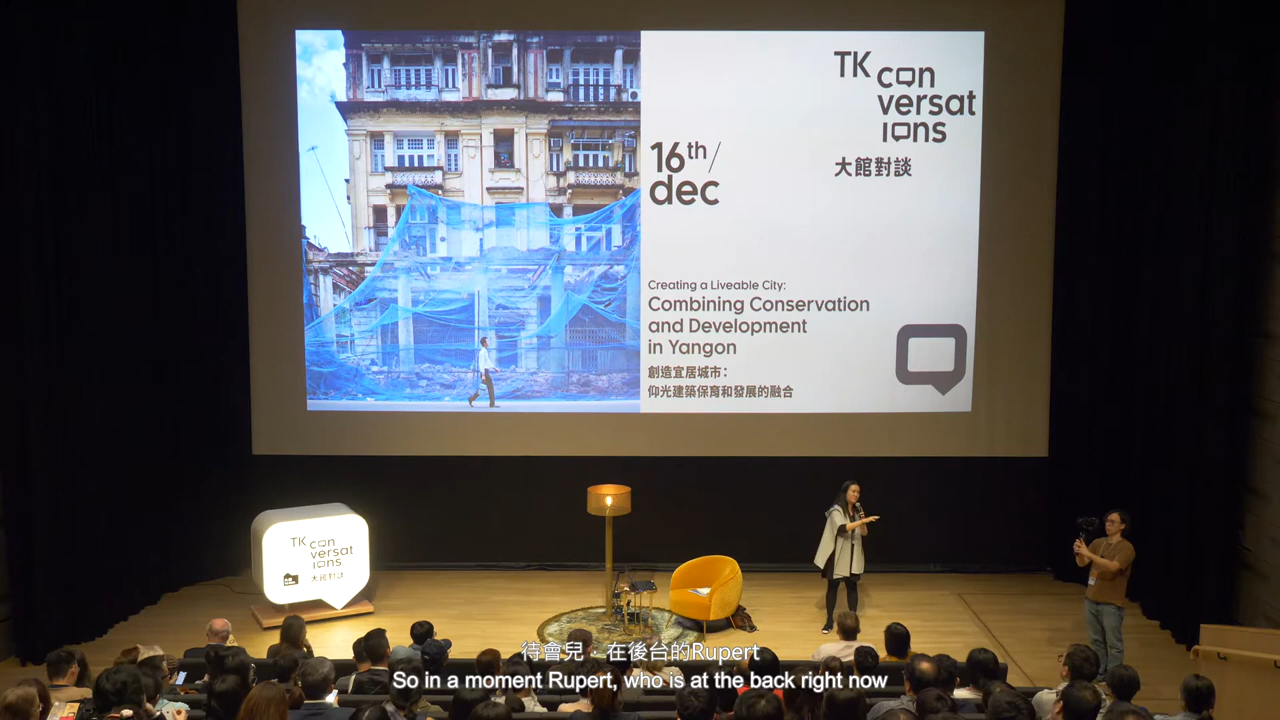 TK
con
versat
ions
大館對談
16th/
dec
Creating a Liveable City:
Combining Conservation
and Development
in Yangon
創造宜居城市：
仰光建築保育和發展的融合
TK
con
versat
ions
大館對談
待會兒，在後台的Rupert
So in a moment Rupert, who is at the back right now